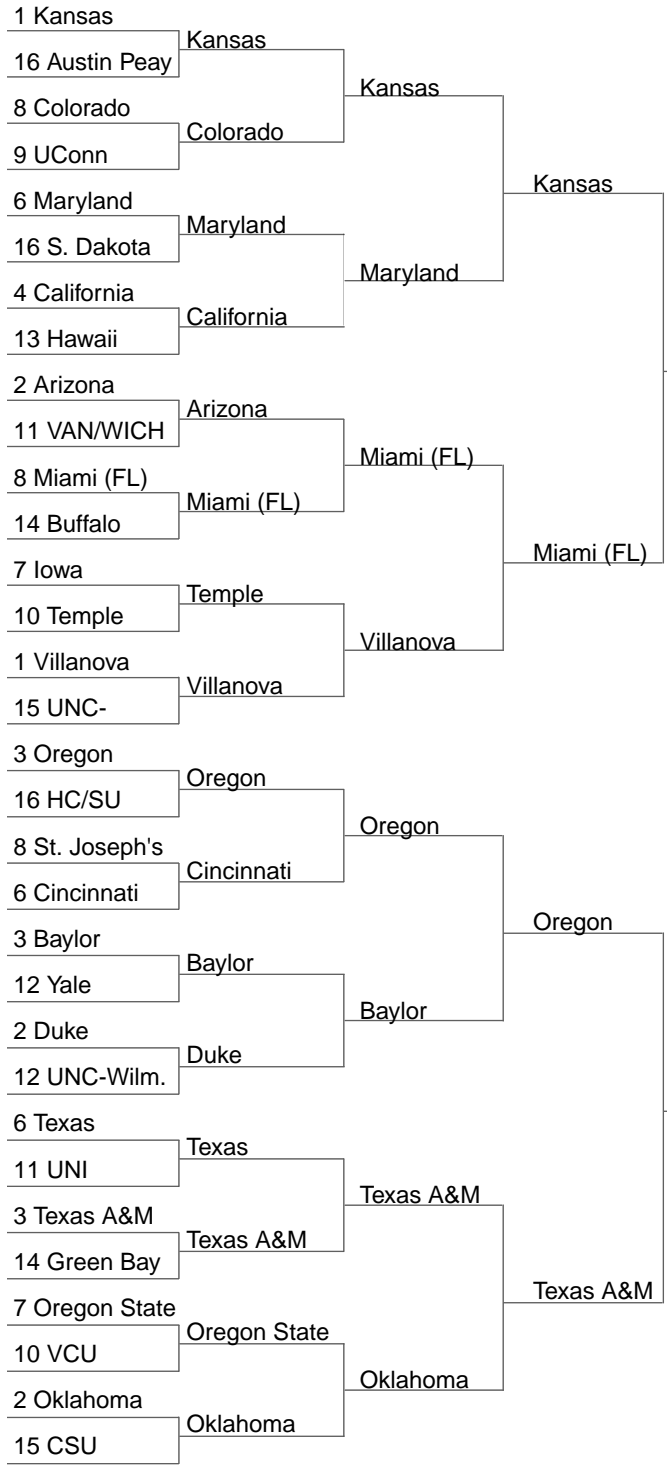 1 Kansas
16 Austin Peay
8 Colorado
9 UConn
6 Maryland
16 S. Dakota
4 California
13 Hawaii
2 Arizona
11 VAN/WICH
8 Miami (FL)
14 Buffalo
7 Iowa
10 Temple
1 Villanova
15 UNC-
3 Oregon
16 HC/SU
8 St. Joseph's
6 Cincinnati
3 Baylor
12 Yale
2 Duke
12 UNC-Wilm.
6 Texas
11 UNI
3 Texas A&M
14 Green Bay
7 Oregon State
10 VCU
2 Oklahoma
15 CSU
Kansas
Colorado
Maryland
California
Arizona
Miami (FL)
Temple
Villanova
Oregon
Cincinnati
Baylor
Duke
Texas
Texas A&M
Oregon State
Oklahoma
Kansas
Maryland
Miami (FL)
Villanova
Oregon
Baylor
Texas A&M
Oklahoma
Kansas
Miami (FL)
Oregon
Texas A&M